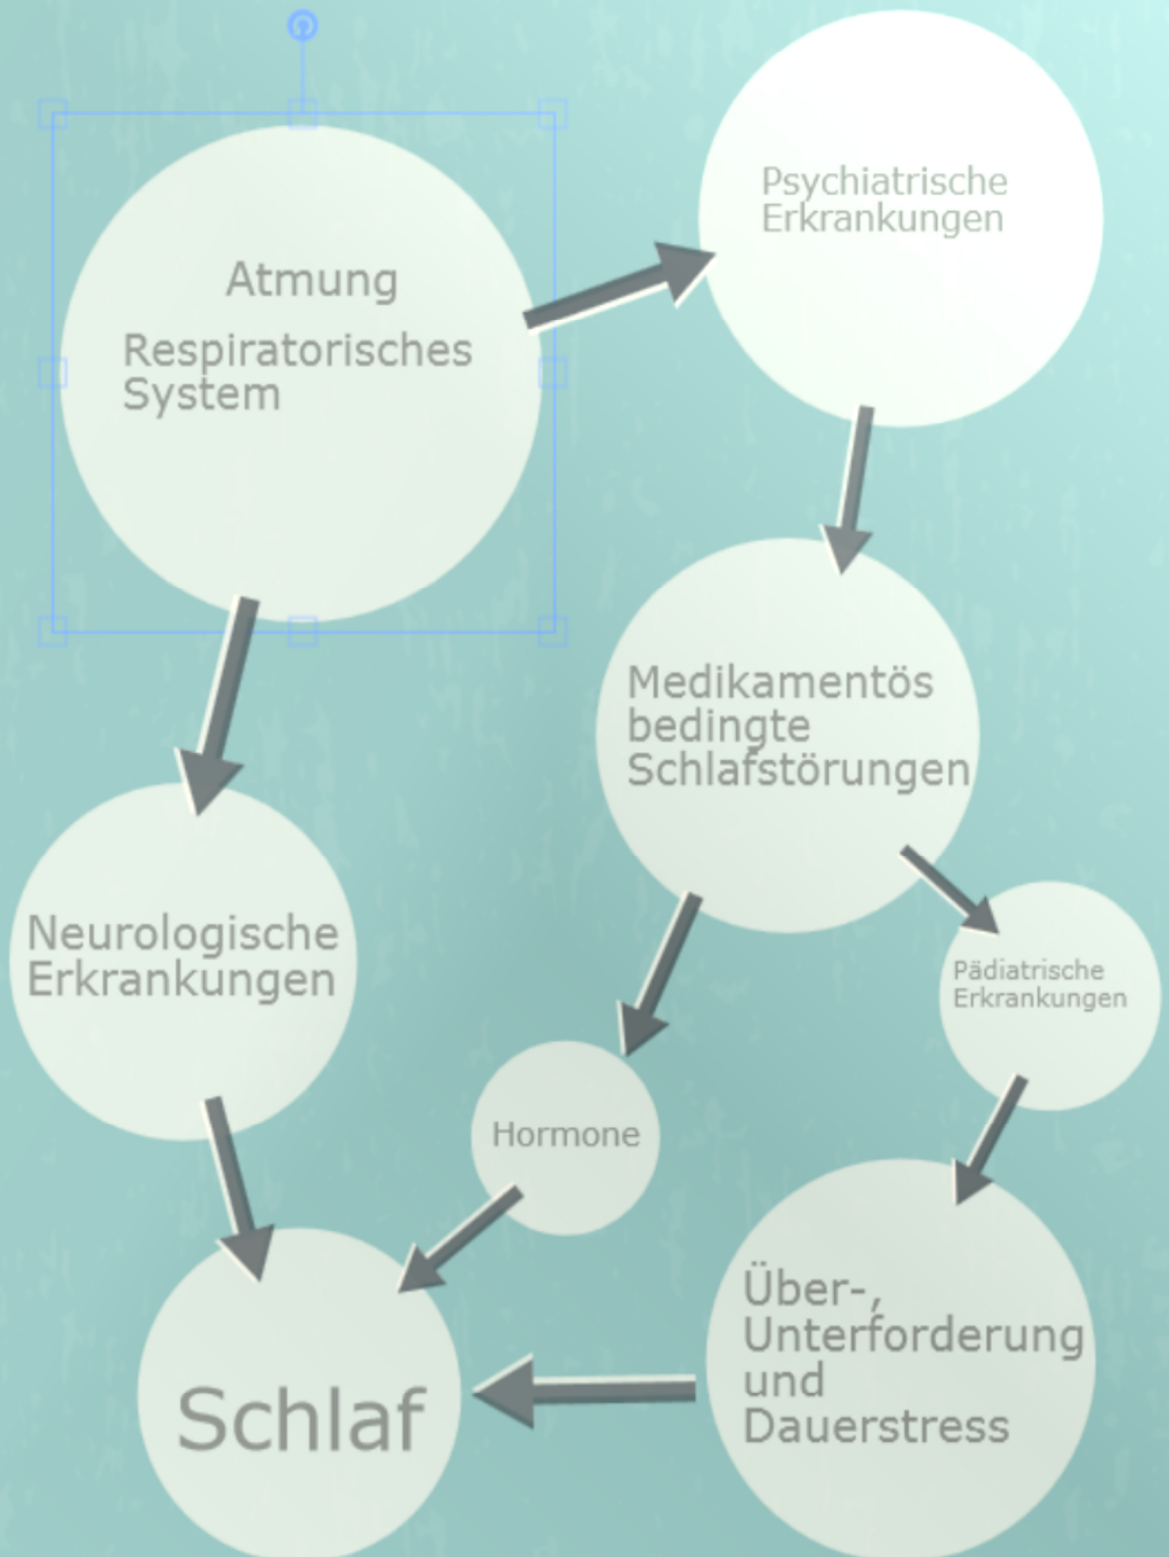 Psychiatrische
Erkrankungen
Atmung
Respiratorisches
System
Medikamentös
bedingte
Schlafstörungen
Neurologische
Erkrankungen
Pädiatrische
Erkrankungen
Hormone
Über-,
Unterforderung
und
Dauerstress
Schlaf